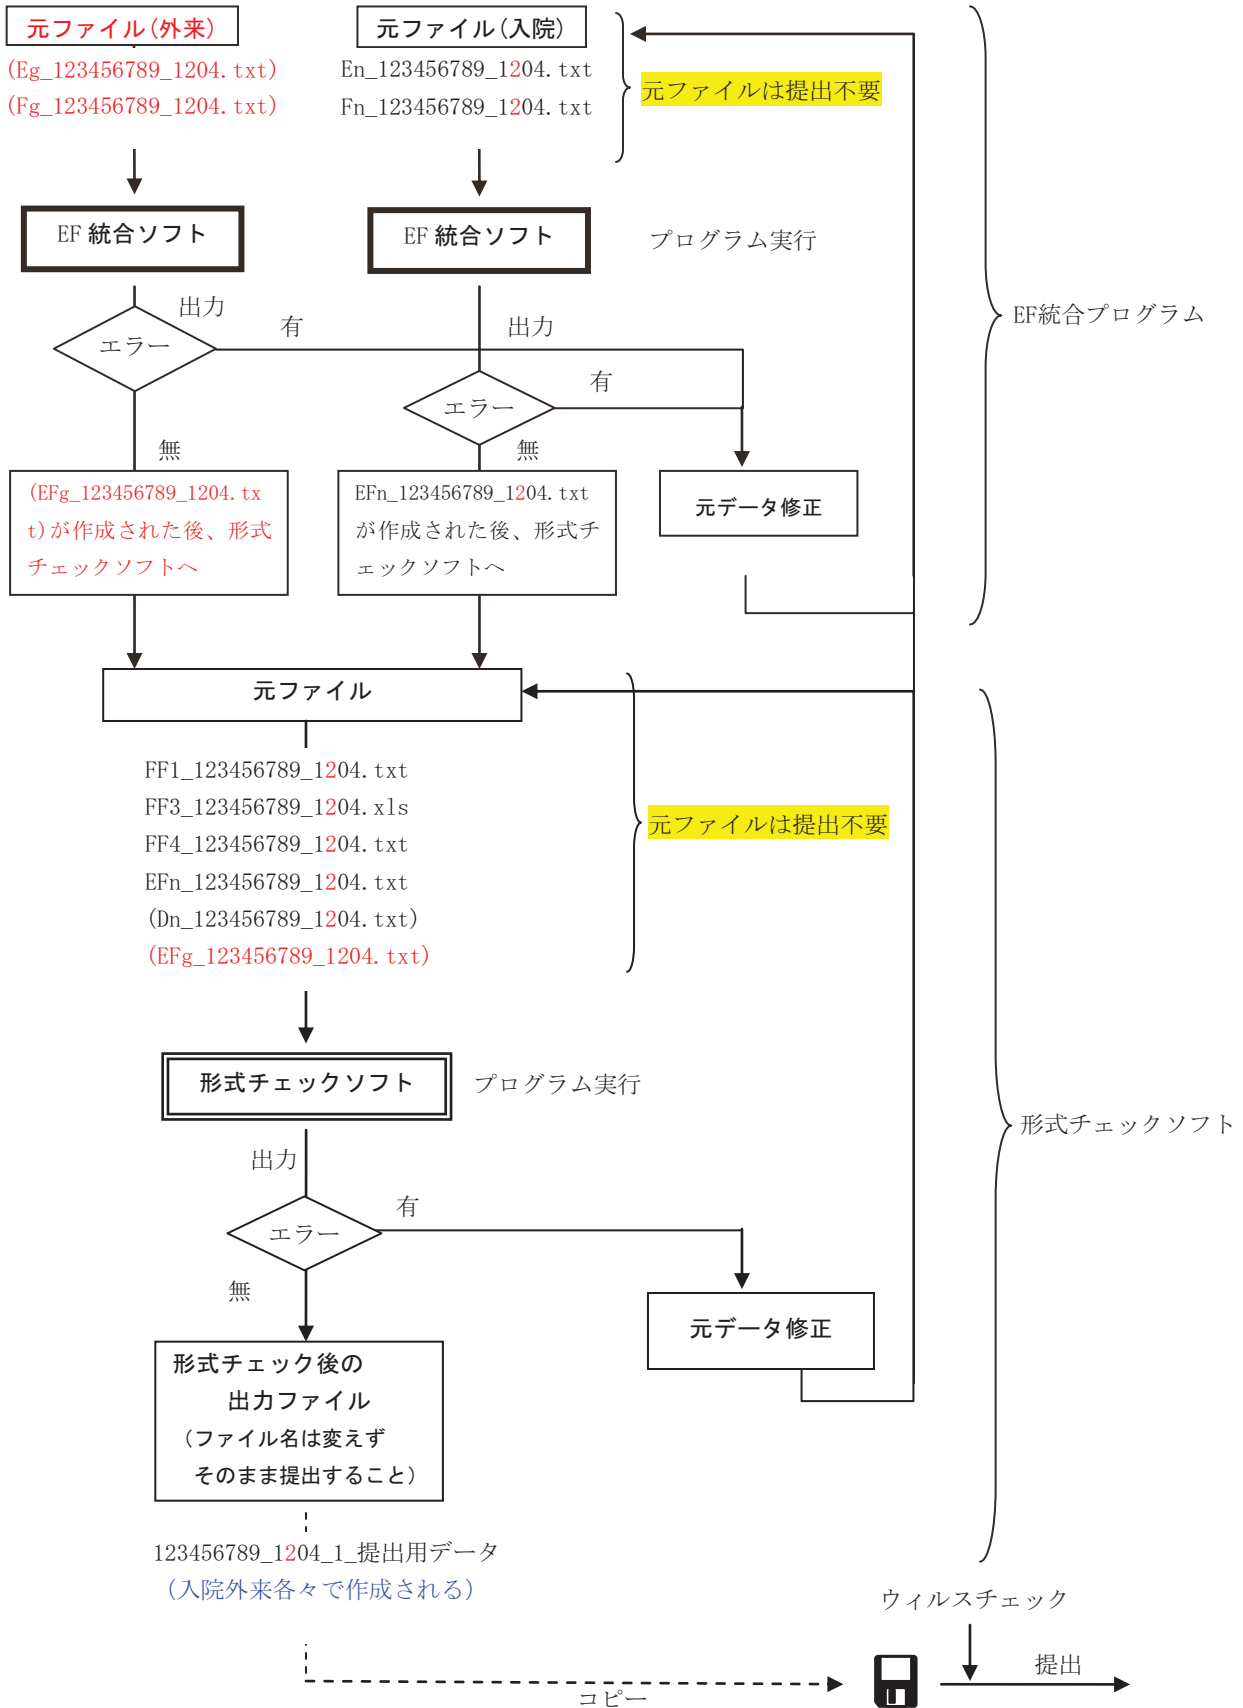 元ファイル(外来)
元ファイル(入院)
(Eg_123456789_1204.txt)
(Fg_123456789_1204.txt)
En_123456789_1204.txt
Fn_123456789_1204.txt
元ファイルは提出不要
EF 統合ソフト
EF 統合ソフト
プログラム実行
出力
有
エラー
出力
有
エラー
EF統合プログラム
無
無
(EFg_123456789_1204.tx
t)が作成された後、形式
チェックソフトへ
EFn_123456789_1204.txt
が作成された後、形式チ
ェックソフトへ
元データ修正
元ファイル
FF1_123456789_1204.txt
FF3_123456789_1204.xls
FF4_123456789_1204.txt
EFn_123456789_1204.txt
(Dn_123456789_1204.txt)
(EFg_123456789_1204.txt)
元ファイルは提出不要
形式チェックソフト
プログラム実行
形式チェックソフト
出力
有
エラー
無
元データ修正
形式チェック後の
出力ファイル
（ファイル名は変えず
そのまま提出すること）
123456789_1204_1_提出用データ
（入院外来各々で作成される）
ウィルスチェック
提出
コピー